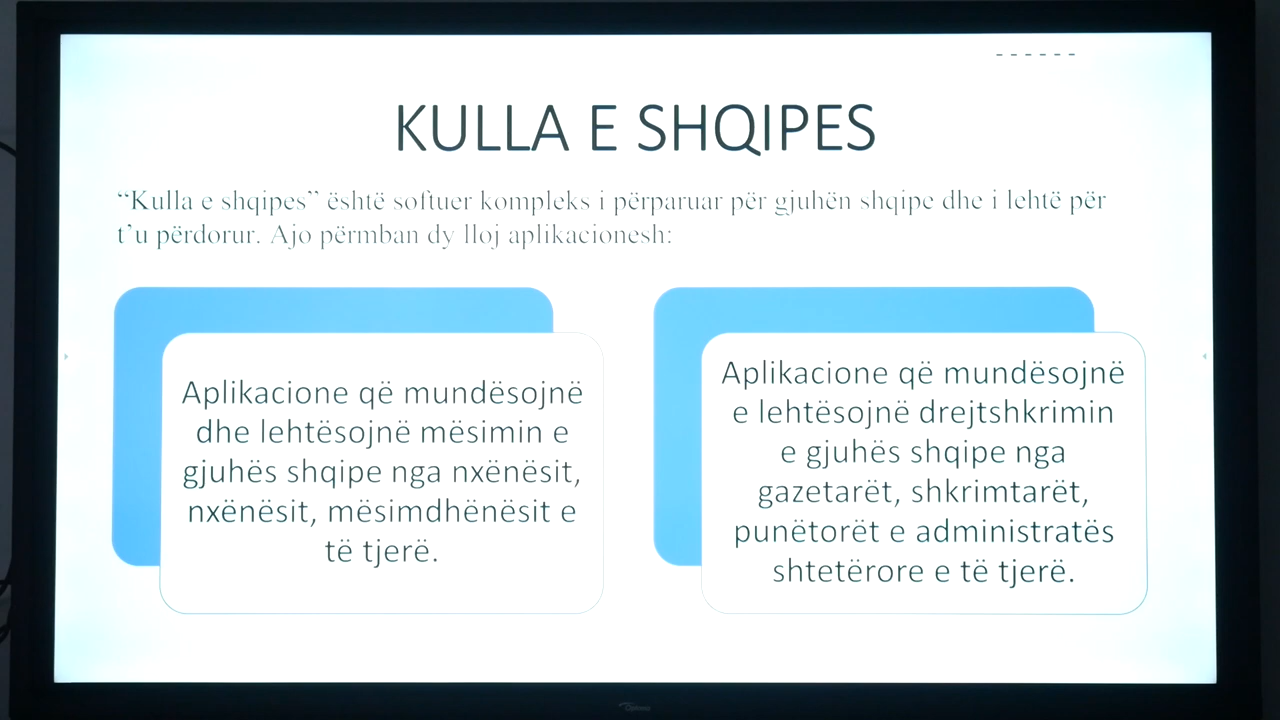 KULLA E SHQIPES
“Kulla e shqipes” është softuer kompleks i përparuar për gjuhën shqipe dhe i lehtë për
t’u përdorur. Ajo përmban dy lloj aplikacionesh:
Aplikacione që mundësojnë
dhe lehtësojnë mësimin e
gjuhës shqipe nga nxënësit,
nxënësit, mësimdhënësit e
të tjerë.
Aplikacione që mundësojnë
e lehtësojnë drejtshkrimin
e gjuhës shqipe nga
gazetarët, shkrimtarët,
punëtorët e administratës
shtetërore e të tjerë.